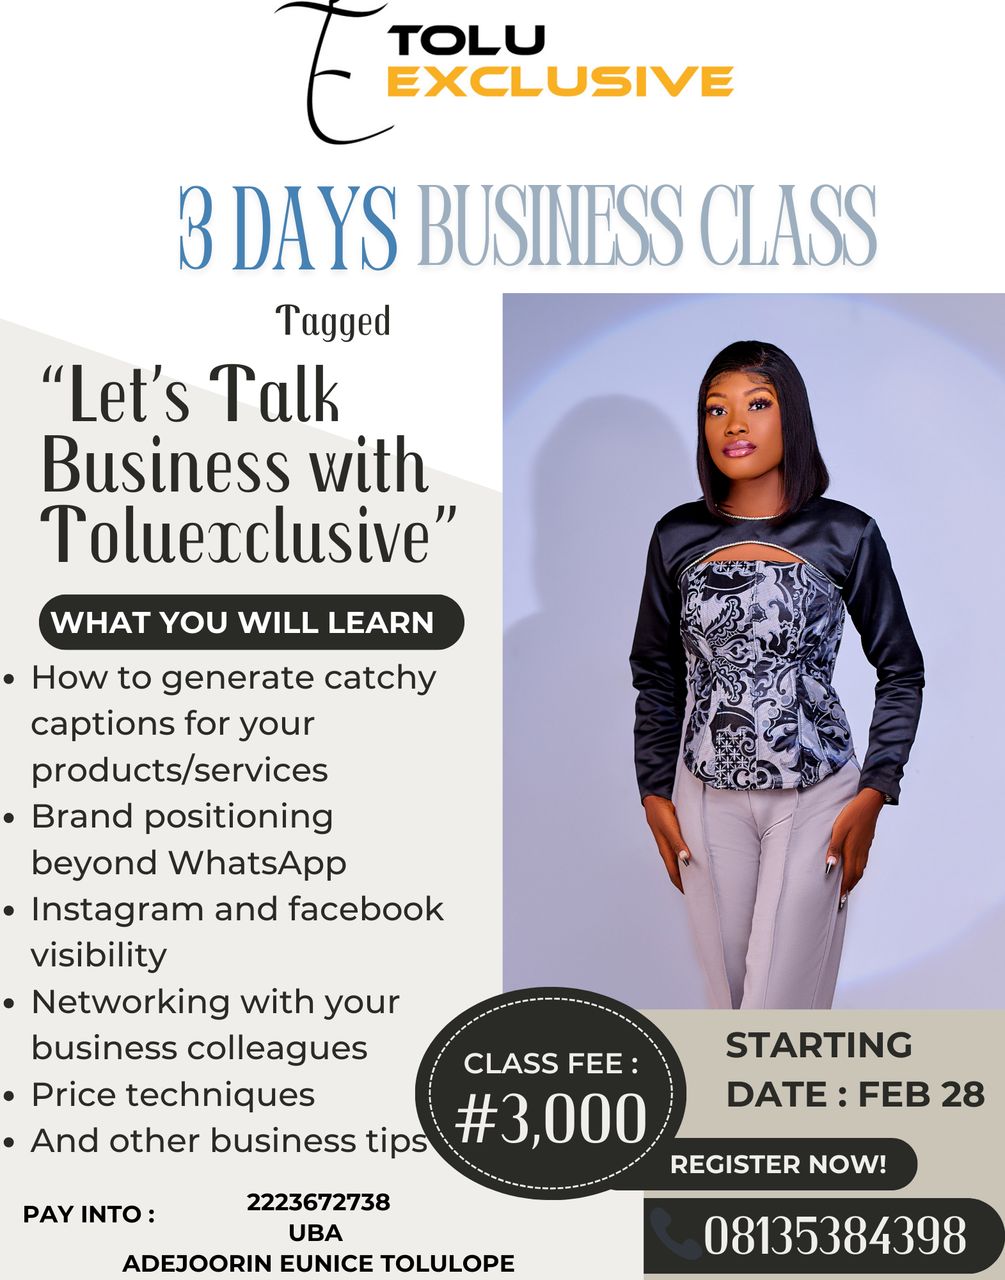 TOLU
EXCLUSIVE
3 DAYS BUSINESS CLASS
Tagged
“Let’s Talk
Business with
Toluexclusive”
WHAT YOU WILL LEARN
• How to generate catchy
captions for your
products/services
• Brand positioning
beyond WhatsApp
• Instagram and facebook
visibility
• Networking with your
business colleagues
• Price techniques
• And other business tips
CLASS FEE :
#3,000
STARTING
DATE : FEB 28
REGISTER NOW!
08135384398
PAY INTO :
2223672738
UBA
ADEJOORIN EUNICE TOLULOPE